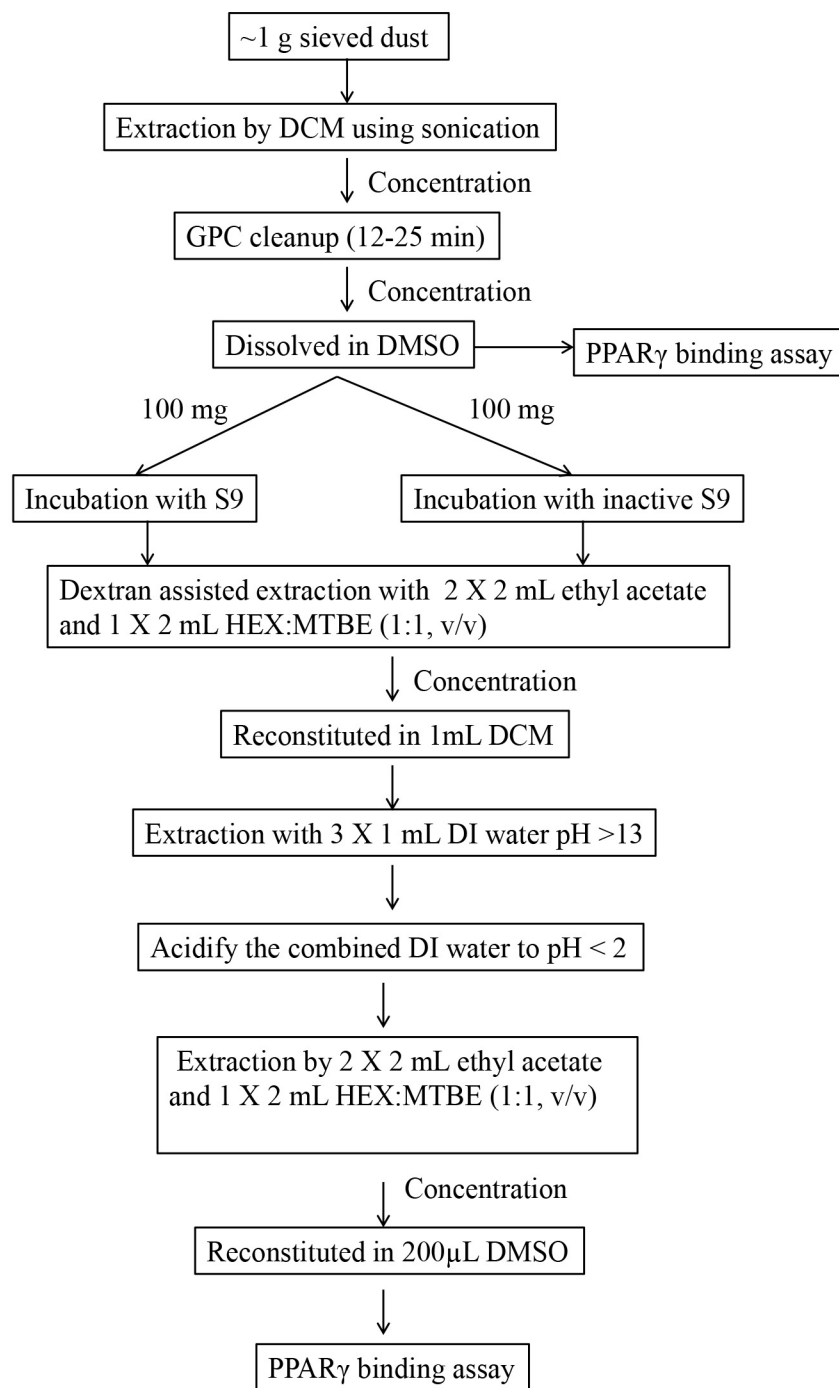 ~1 g sieved dust
Extraction by DCM using sonication
Concentration
GPC cleanup (12-25 min)
Concentration
Dissolved in DMSO
PPARγ binding assay
100 mg
100 mg
Incubation with S9
Incubation with inactive S9
Dextran assisted extraction with 2 X 2 mL ethyl acetate
and 1 X 2 mL HEX:MTBE (1:1, v/v)
Concentration
Reconstituted in 1mL DCM
Extraction with 3 X 1 mL DI water pH >13
Acidify the combined DI water to pH < 2
Extraction by 2 X 2 mL ethyl acetate
and 1 X 2 mL HEX:MTBE (1:1, v/v)
Concentration
Reconstituted in 200μL DMSO
PPARγ binding assay